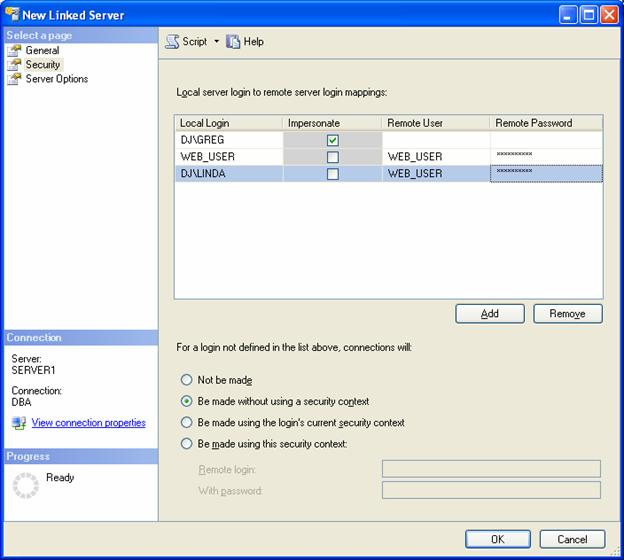 New Linked Server
Select a page
General
Security
Server Options
Script Help
Local server login to remote server login mappings:
Local Login Impersonate Remote User Remote Password
DJ\GREG
WEB_USER WEB_USER **********
DJ\LINDA WEB_USER **********
Add Remove
Connection
Server:
SERVER1
Connection:
DBA
View connection properties
Progress
Ready
For a login not defined in the list above, connections will:
Not be made
Be made without using a security context
Be made using the login's current security context
Be made using this security context:
Remote login:
With password:
OK Cancel